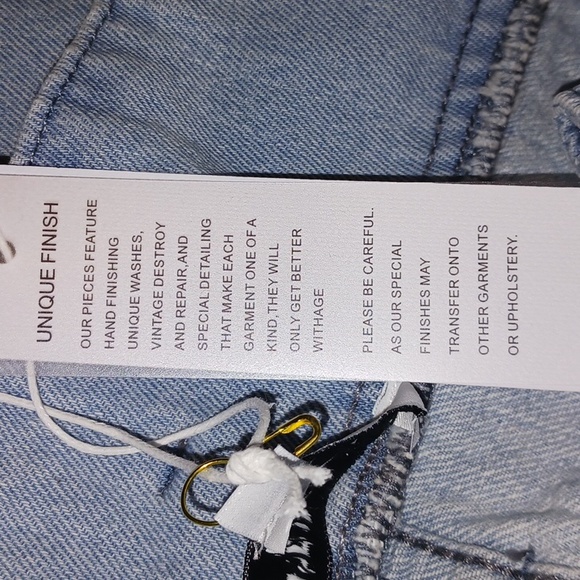 UNIQUE FINISH
OUR PIECES FEATURE
HAND FINISHING
UNIQUE WASHES,
VINTAGE DESTROY
AND REPAIR,AND
SPECIAL DETAILING
THAT MAKE EACH
GARMENT ONE OF A
KIND,THEY WILL
ONLY GET BETTER
WITHAGE
PLEASE BE CAREFUL.
AS OUR SPECIAL
FINISHES MAY
TRANSFER ONTO
OTHER GARMENTS
OR UPHOLSTERY.